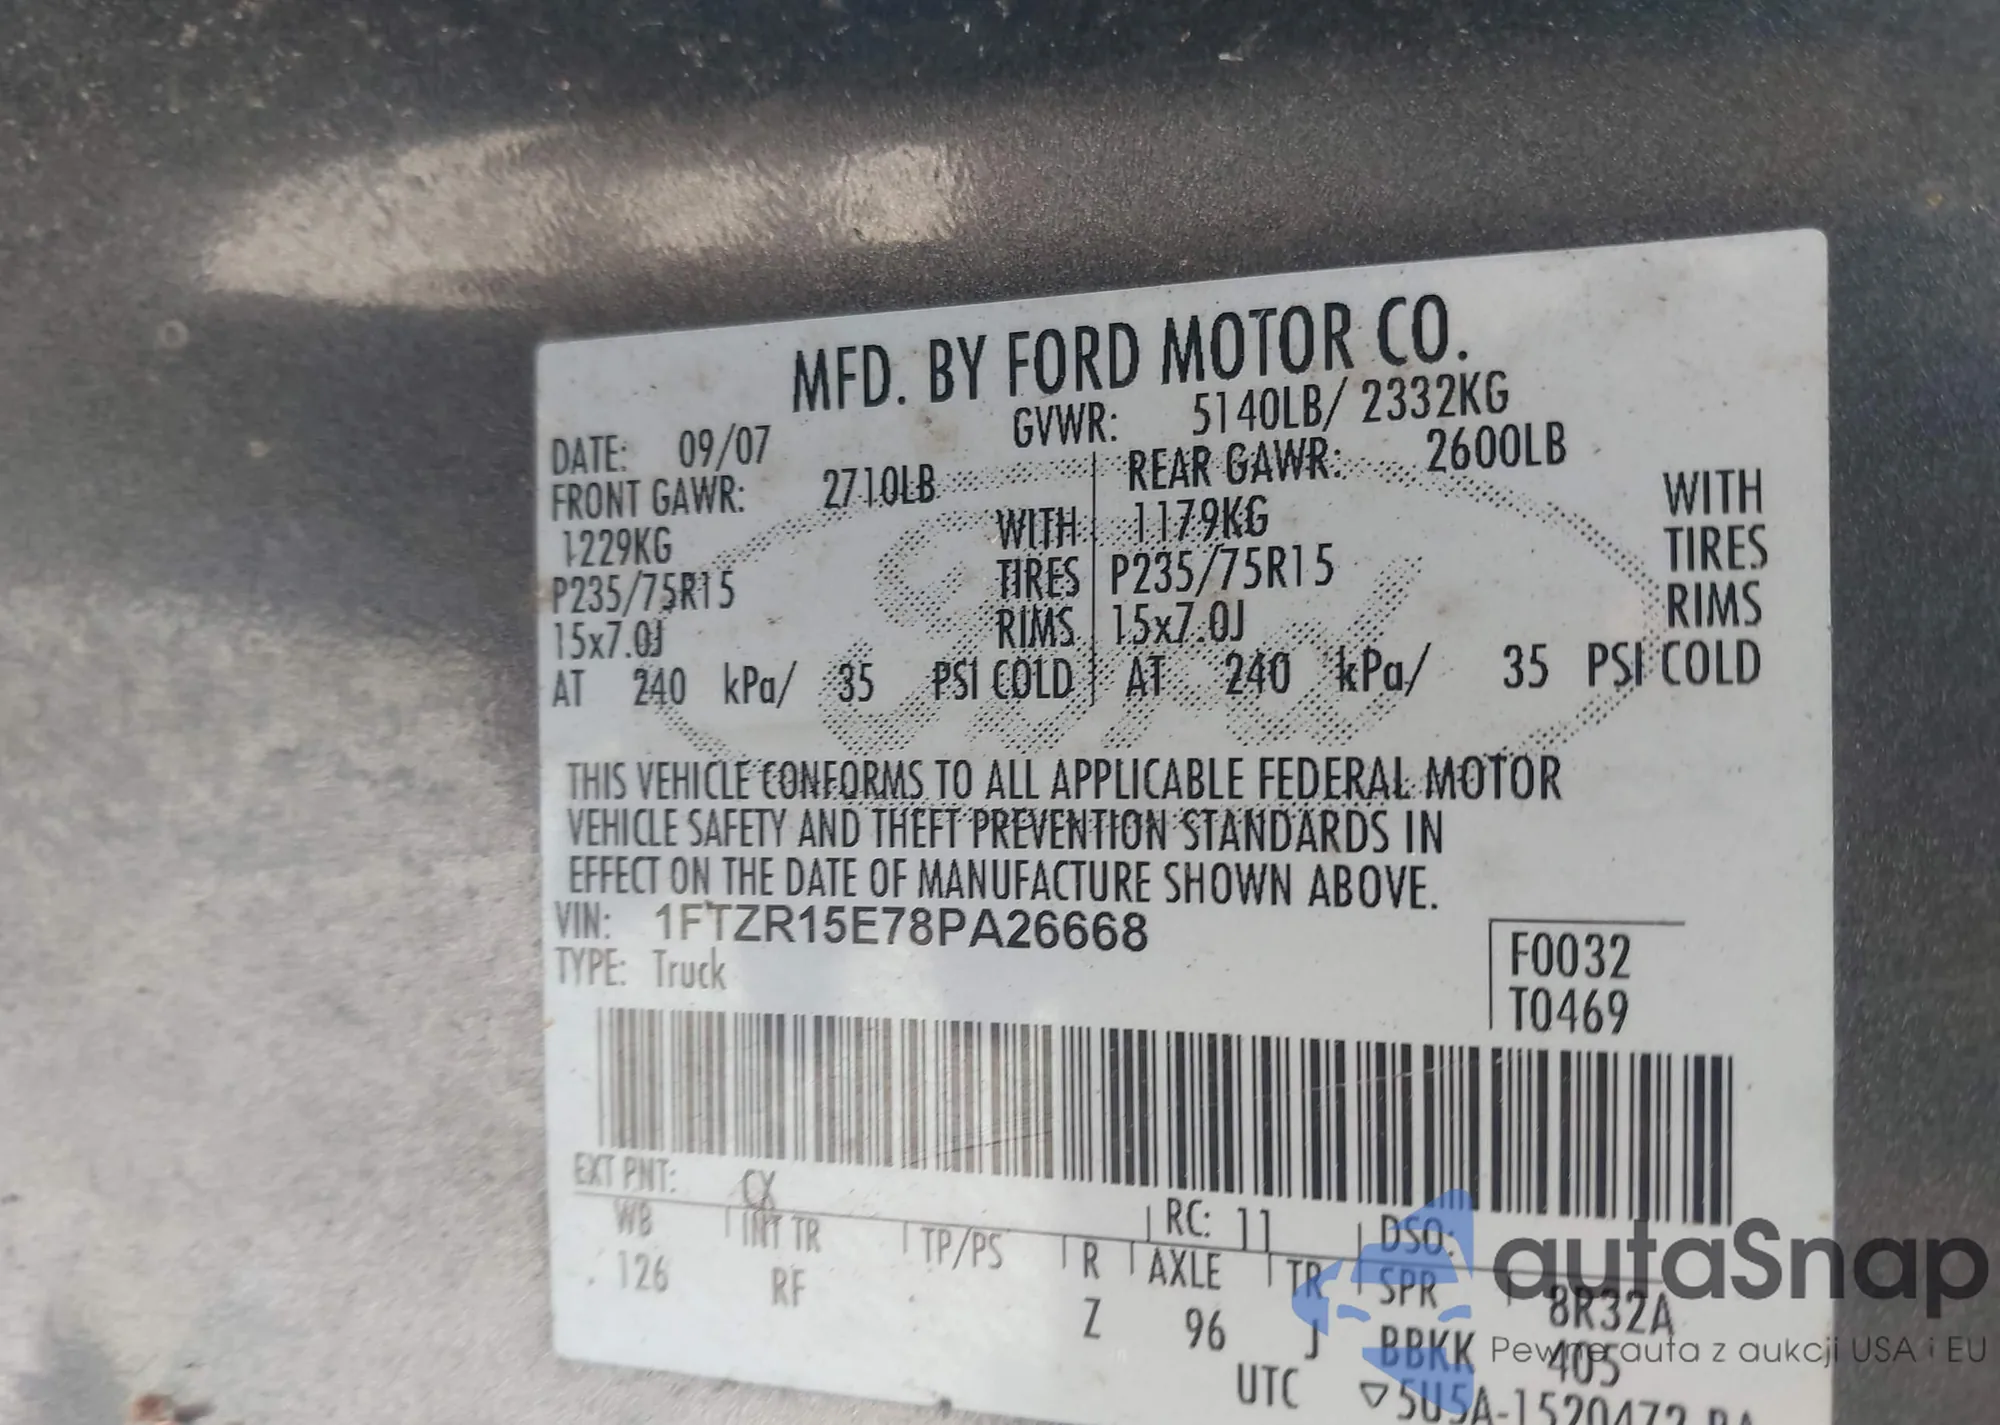 MFD. BY FORD MOTOR CO.
DATE: 09/07 GVWR: 5140LB/ 2332KG
FRONT GAWR: 2710LB REAR GAWR: 2600LB
1229KG WITH 1179KG WITH
P235/75R15 TIRES P235/75R15 TIRES
15x7.0J RIMS 15x7.0J RIMS
AT 240 kPa/ 35 PSI COLD AT 240 kPa/ 35 PSI COLD
THIS VEHICLE CONFORMS TO ALL APPLICABLE FEDERAL MOTOR
VEHICLE SAFETY AND THEFT PREVENTION STANDARDS IN
EFFECT ON THE DATE OF MANUFACTURE SHOWN ABOVE.
VIN: 1FTZR15E78PA26668
TYPE: Truck
F0032
T0469
EXT PNT: CX RC: 11 DSO:
WB INT TR TP/PS R AXLE TR SPR 8R32A
126 RF Z 96 J BBKK 405
UTC ▽5U5A-1520472
autaSnap
Pewne auta z aukcji USA i EU